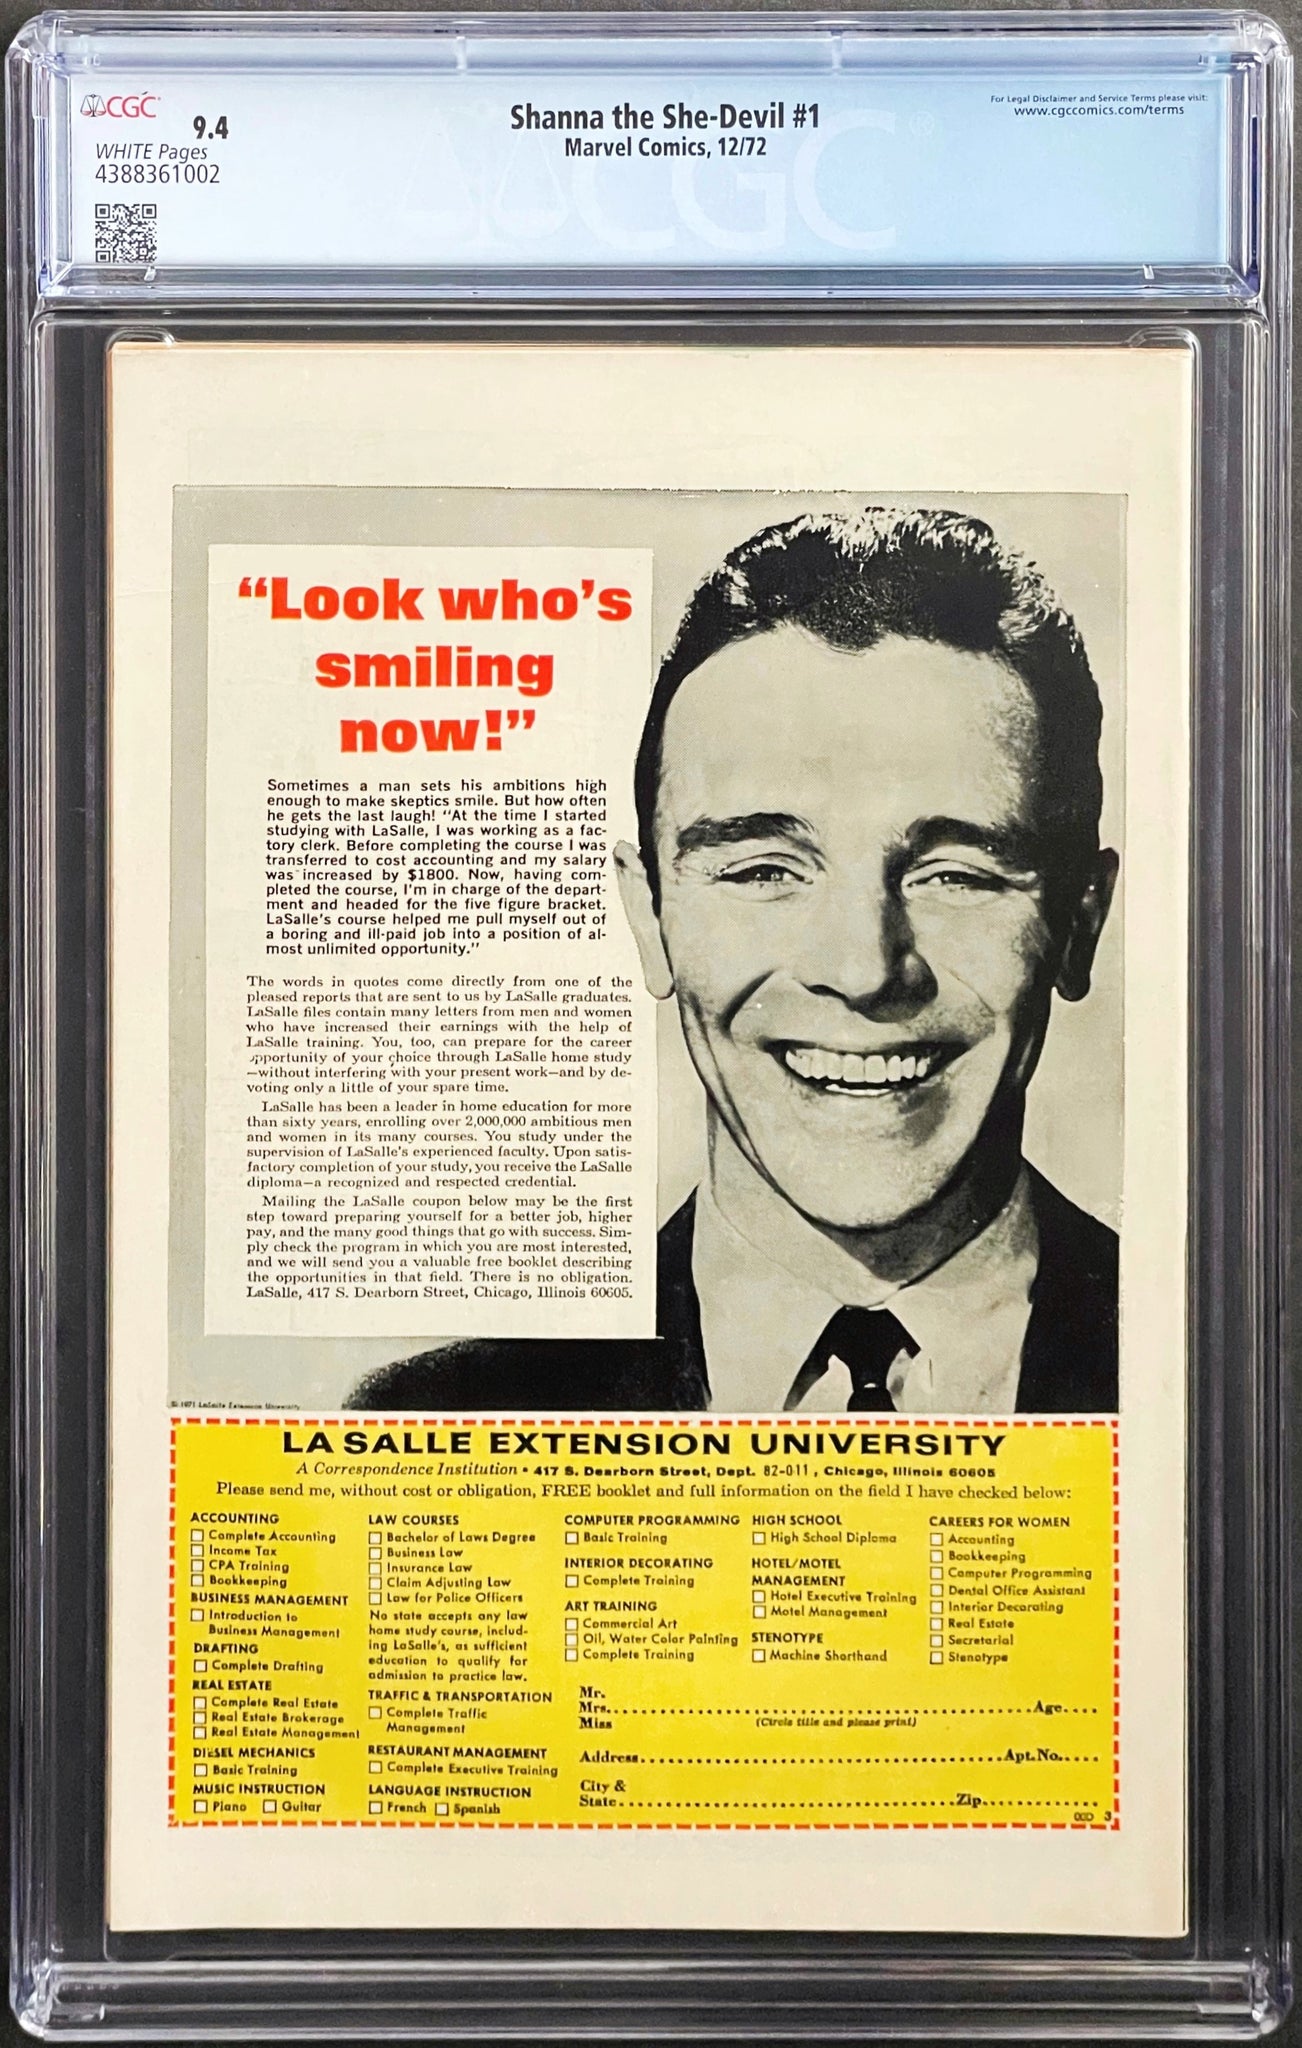 CGC
9.4
WHITE Pages
4388361002
Shanna the She-Devil #1
Marvel Comics, 12/72
For Legal Disclaimer and Service Terms please visit:
www.cgccomics.com/terms
CGC
“Look who’s
smiling
now!”
Sometimes a man sets his ambitions high
enough to make skeptics smile. But how often
he gets the last laugh! “At the time I started
studying with LaSalle, I was working as a fac-
tory clerk. Before completing the course I was
transferred to cost accounting and my salary
was increased by $1800. Now, having com-
pleted the course, I’m in charge of the depart-
ment and headed for the five figure bracket.
LaSalle’s course helped me pull myself out of
a boring and ill-paid job into a position of al-
most unlimited opportunity.”
The words in quotes come directly from one of the
pleased reports that are sent to us by LaSalle graduates.
LaSalle files contain many letters from men and women
who have increased their earnings with the help of
LaSalle training. You, too, can prepare for the career
opportunity of your choice through LaSalle home study
—without interfering with your present work—and by de-
voting only a little of your spare time.
LaSalle has been a leader in home education for more
than sixty years, enrolling over 2,000,000 ambitious men
and women in its many courses. You study under the
supervision of LaSalle’s experienced faculty. Upon satis-
factory completion of your study, you receive the LaSalle
diploma—a recognized and respected credential.
Mailing the LaSalle coupon below may be the first
step toward preparing yourself for a better job, higher
pay, and the many good things that go with success. Sim-
ply check the program in which you are most interested,
and we will send you a valuable free booklet describing
the opportunities in that field. There is no obligation.
LaSalle, 417 S. Dearborn Street, Chicago, Illinois 60605.
© 1971 LaSalle Extension University
LA SALLE EXTENSION UNIVERSITY
A Correspondence Institution • 417 S. Dearborn Street, Dept. 82-011, Chicago, Illinois 60605
Please send me, without cost or obligation, FREE booklet and full information on the field I have checked below:
ACCOUNTING
Complete Accounting
Income Tax
CPA Training
Bookkeeping
BUSINESS MANAGEMENT
Introduction to
Business Management
DRAFTING
Complete Drafting
REAL ESTATE
Complete Real Estate
Real Estate Brokerage
Real Estate Management
DIESEL MECHANICS
Basic Training
MUSIC INSTRUCTION
Piano Guitar
LAW COURSES
Bachelor of Laws Degree
Business Law
Insurance Law
Claim Adjusting Law
Law for Police Officers
No state accepts any law
home study course, includ-
ing LaSalle’s, as sufficient
education to qualify for
admission to practice law.
TRAFFIC & TRANSPORTATION
Complete Traffic
Management
RESTAURANT MANAGEMENT
Complete Executive Training
LANGUAGE INSTRUCTION
French Spanish
COMPUTER PROGRAMMING
Basic Training
INTERIOR DECORATING
Complete Training
ART TRAINING
Commercial Art
Oil, Water Color Painting
Complete Training
HIGH SCHOOL
High School Diploma
HOTEL/MOTEL
MANAGEMENT
Hotel Executive Training
Motel Management
STENOTYPE
Machine Shorthand
CAREERS FOR WOMEN
Accounting
Bookkeeping
Computer Programming
Dental Office Assistant
Interior Decorating
Real Estate
Secretarial
Stenotype
Mr.
Mrs. Age
Miss (Circle title and please print)
Address Apt. No.
City &
State Zip
3